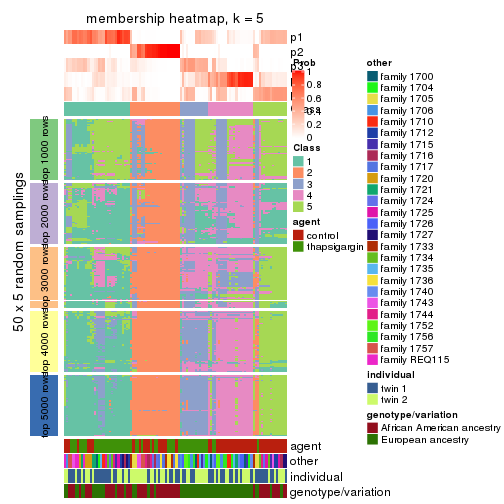 membership heatmap, k = 5
p1
p2
p3
Prob
1
0.8
0.6
0.4
0.2
0
Class
1
2
3
4
5
agent
control
thapsigargin
other
family 1700
family 1704
family 1705
family 1706
family 1710
family 1712
family 1715
family 1716
family 1717
family 1720
family 1721
family 1724
family 1725
family 1726
family 1727
family 1733
family 1734
family 1735
family 1736
family 1740
family 1743
family 1744
family 1752
family 1756
family 1757
family REQ115
individual
twin 1
twin 2
genotype/variation
African American ancestry
European ancestry
50 x 5 random samplings
top 1000 rows
top 2000 rows
top 3000 rows
top 4000 rows
top 5000 rows
agent
other
individual
genotype/variation